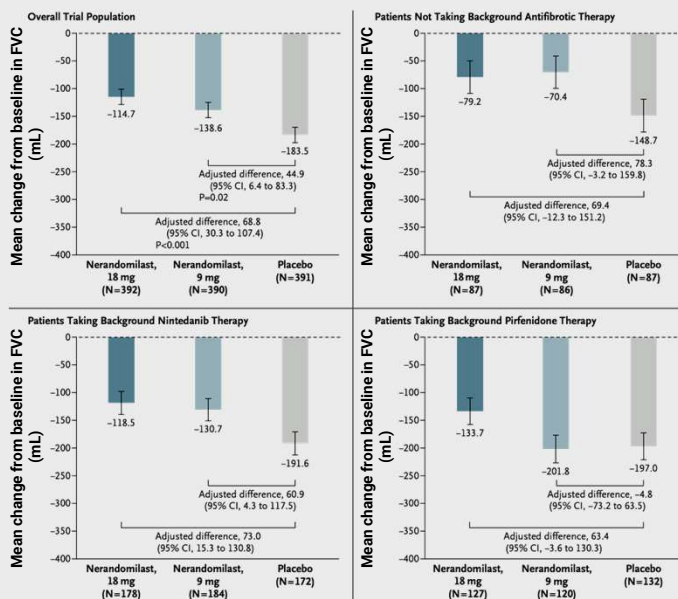 Overall Trial Population
Mean change from baseline in FVC
(mL)
0
−50
−100
−150
−200
−250
−300
−350
−400
−114.7
−138.6
−183.5
Adjusted difference, 44.9
(95% CI, 6.4 to 83.3)
P=0.02
Adjusted difference, 68.8
(95% CI, 30.3 to 107.4)
P<0.001
Nerandomilast,
18 mg
(N=392)
Nerandomilast,
9 mg
(N=390)
Placebo
(N=391)
Patients Not Taking Background Antifibrotic Therapy
Mean change from baseline in FVC
(mL)
0
−50
−100
−150
−200
−250
−300
−350
−400
−79.2
−70.4
−148.7
Adjusted difference, 78.3
(95% CI, −3.2 to 159.8)
Adjusted difference, 69.4
(95% CI, −12.3 to 151.2)
Nerandomilast,
18 mg
(N=87)
Nerandomilast,
9 mg
(N=86)
Placebo
(N=87)
Patients Taking Background Nintedanib Therapy
Mean change from baseline in FVC
(mL)
0
−50
−100
−150
−200
−250
−300
−350
−400
−118.5
−130.7
−191.6
Adjusted difference, 60.9
(95% CI, 4.3 to 117.5)
Adjusted difference, 73.0
(95% CI, 15.3 to 130.8)
Nerandomilast,
18 mg
(N=178)
Nerandomilast,
9 mg
(N=184)
Placebo
(N=172)
Patients Taking Background Pirfenidone Therapy
Mean change from baseline in FVC
(mL)
0
−50
−100
−150
−200
−250
−300
−350
−400
−133.7
−201.8
−197.0
Adjusted difference, −4.8
(95% CI, −73.2 to 63.5)
Adjusted difference, 63.4
(95% CI, −3.6 to 130.3)
Nerandomilast,
18 mg
(N=127)
Nerandomilast,
9 mg
(N=120)
Placebo
(N=132)